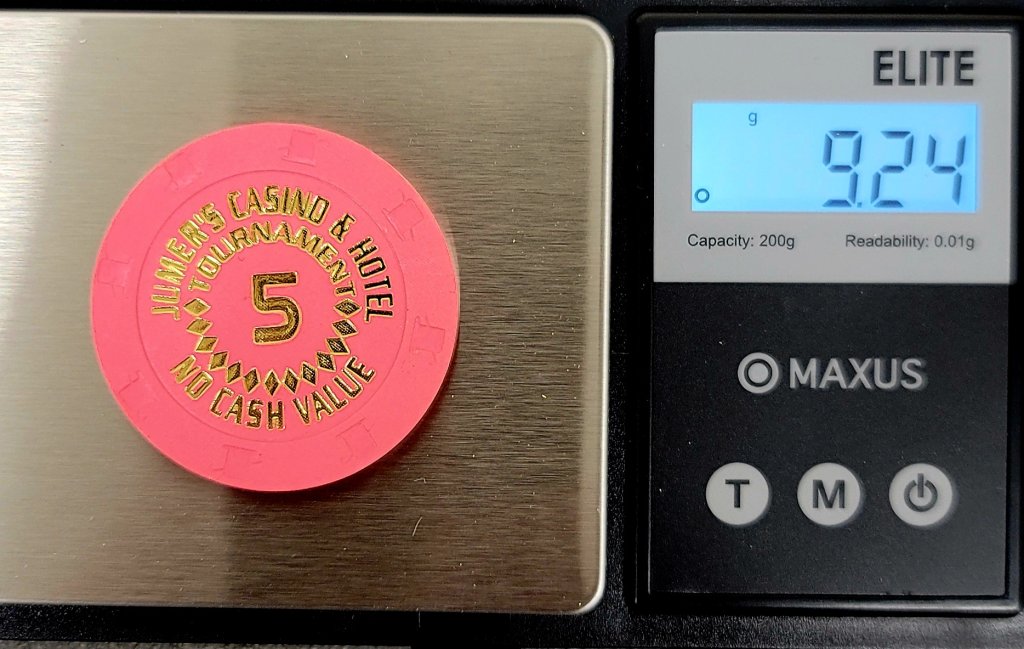 JUMER'S CASINO & HOTEL
TOURNAMENT
5
NO CASH VALUE
ELITE
g
9.24
Capacity: 200g
Readability: 0.01g
MAXUS
T
M